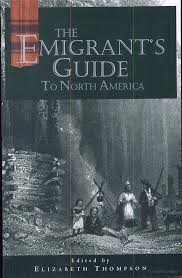 THE
EMIGRANT'S
GUIDE
TO NORTH AMERICA
Edited by
ELIZABETH THOMPSON